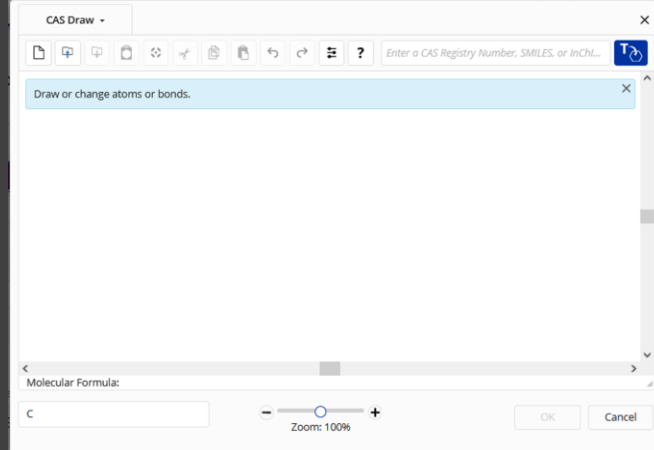 CAS Draw
Enter a CAS Registry Number, SMILES, or InChI...
T
Draw or change atoms or bonds.
Molecular Formula:
C
Zoom: 100%
OK
Cancel